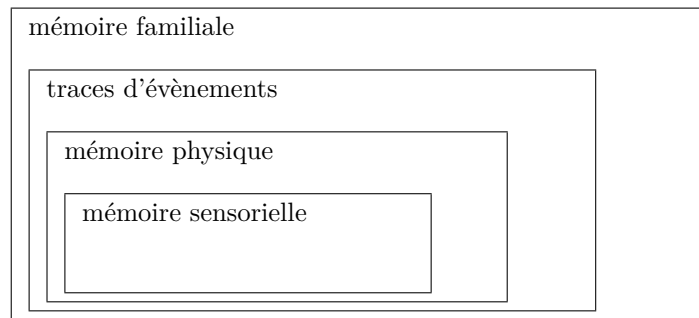 mémoire familiale
traces d'évènements
mémoire physique
mémoire sensorielle